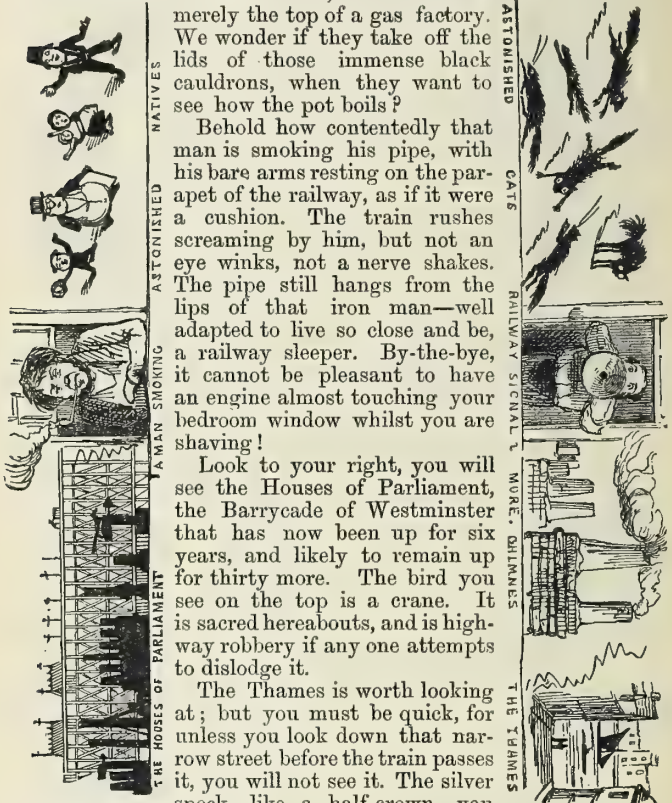 merely the top of a gas factory.
We wonder if they take off the
lids of those immense black
cauldrons, when they want to
see how the pot boils?
Behold how contentedly that
man is smoking his pipe, with
his bare arms resting on the par-
apet of the railway, as if it were
a cushion. The train rushes
screaming by him, but not an
eye winks, not a nerve shakes.
The pipe still hangs from the
lips of that iron man—well
adapted to live so close and be,
a railway sleeper. By-the-bye,
it cannot be pleasant to have
an engine almost touching your
bedroom window whilst you are
shaving!
Look to your right, you will
see the Houses of Parliament,
the Barrycade of Westminster
that has now been up for six
years, and likely to remain up
for thirty more. The bird you
see on the top is a crane. It
is sacred hereabouts, and is high-
way robbery if any one attempts
to dislodge it.
The Thames is worth looking
at; but you must be quick, for
unless you look down that nar-
row street before the train passes
it, you will not see it. The silver
speck, like a half-crown, you
THE HOUSES OF PARLIAMENT
A MAN SMOKING
ASTONISHED NATIVES
ASTONISHED CATS
RAILWAY SIGNAL
MORE. CHIMNES
THE THAMES